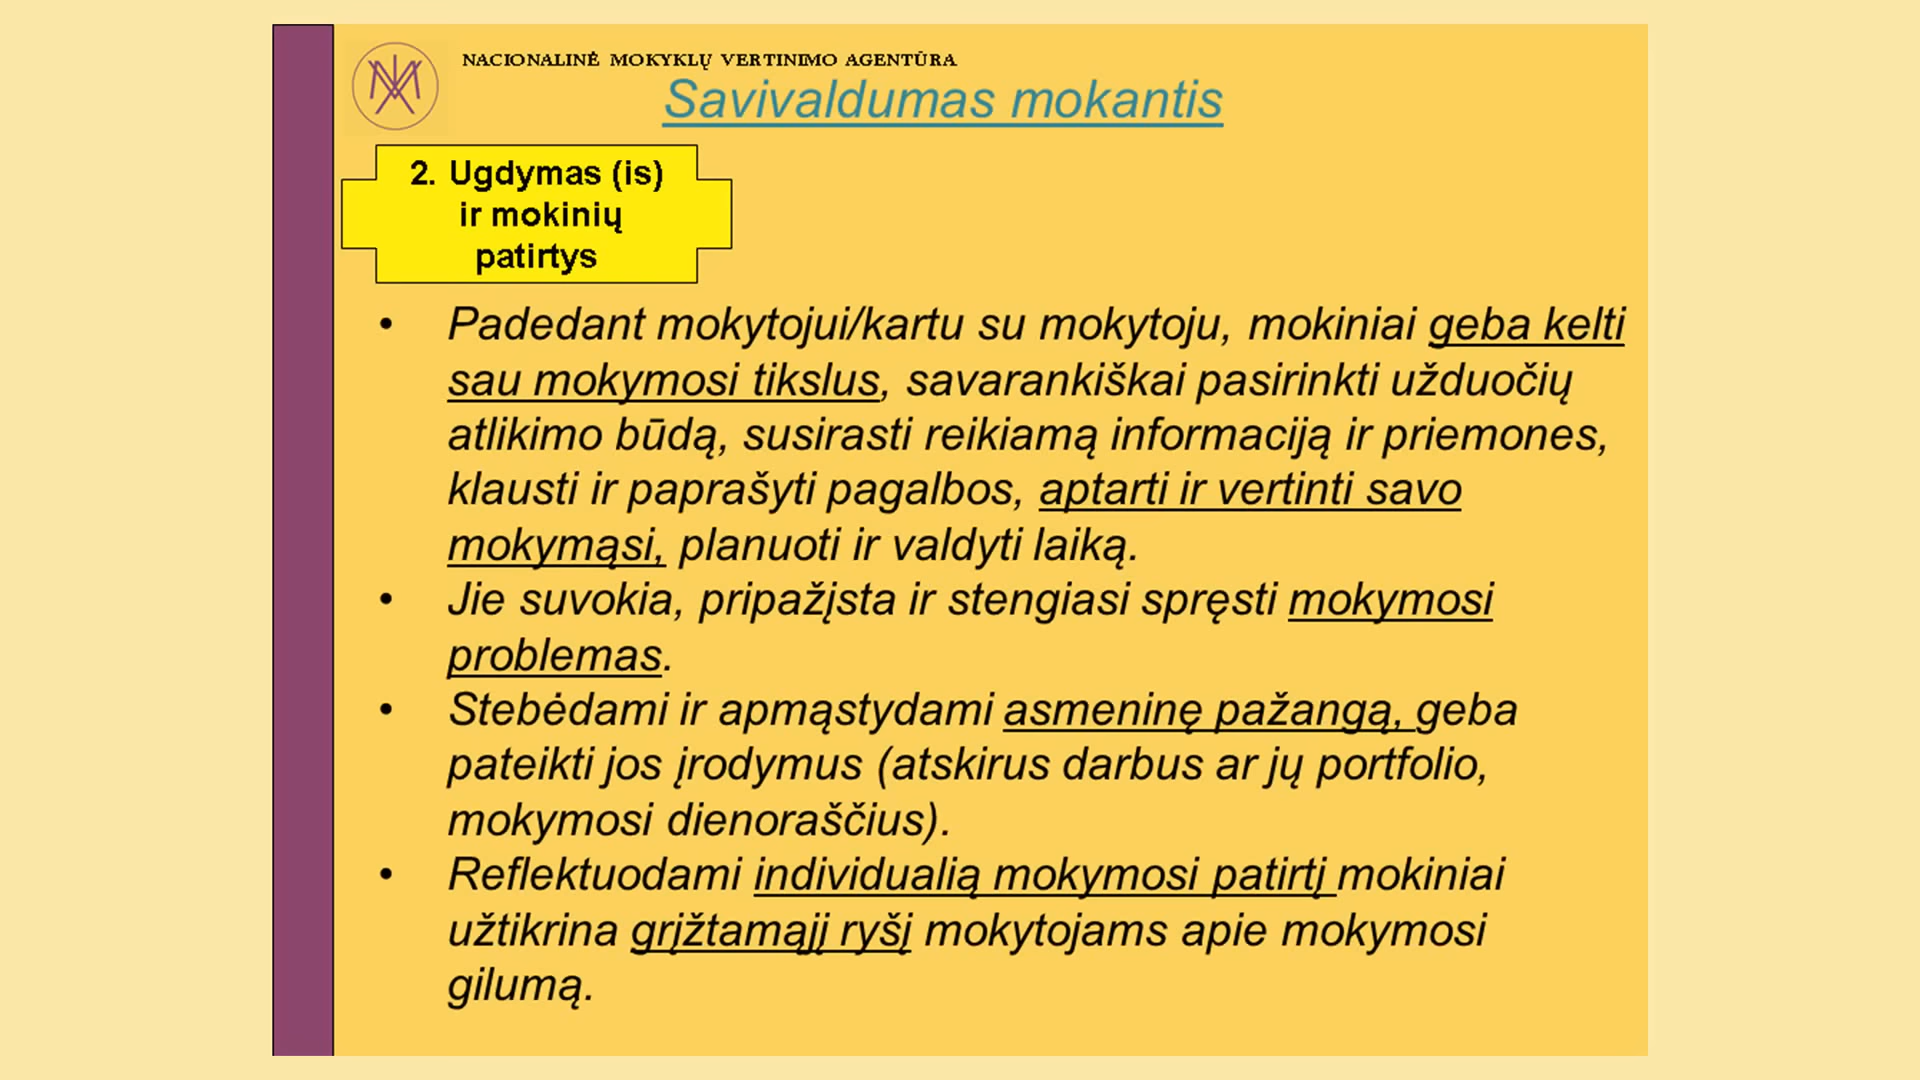 NACIONALINĖ MOKYKLŲ VERTINIMO AGENTŪRA
Savivaldumas mokantis
2. Ugdymas (is)
ir mokinių
patirtys
• Padedant mokytojui/kartu su mokytoju, mokiniai geba kelti
sau mokymosi tikslus, savarankiškai pasirinkti užduočių
atlikimo būdą, susirasti reikiamą informaciją ir priemones,
klausti ir paprašyti pagalbos, aptarti ir vertinti savo
mokymąsi, planuoti ir valdyti laiką.
• Jie suvokia, pripažįsta ir stengiasi spręsti mokymosi
problemas.
• Stebėdami ir apmąstydami asmeninę pažangą, geba
pateikti jos įrodymus (atskirus darbus ar jų portfolio,
mokymosi dienoraščius).
• Reflektuodami individualią mokymosi patirtį mokiniai
užtikrina grįžtamąjį ryšį mokytojams apie mokymosi
gilumą.